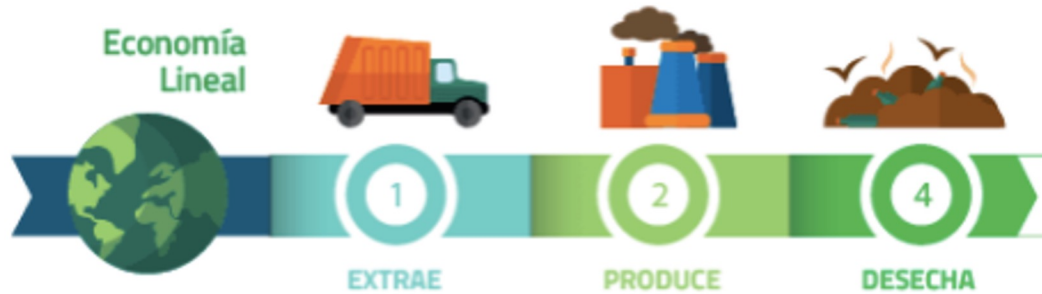 Economía
Lineal
1
2
4
EXTRAE
PRODUCE
DESECHA